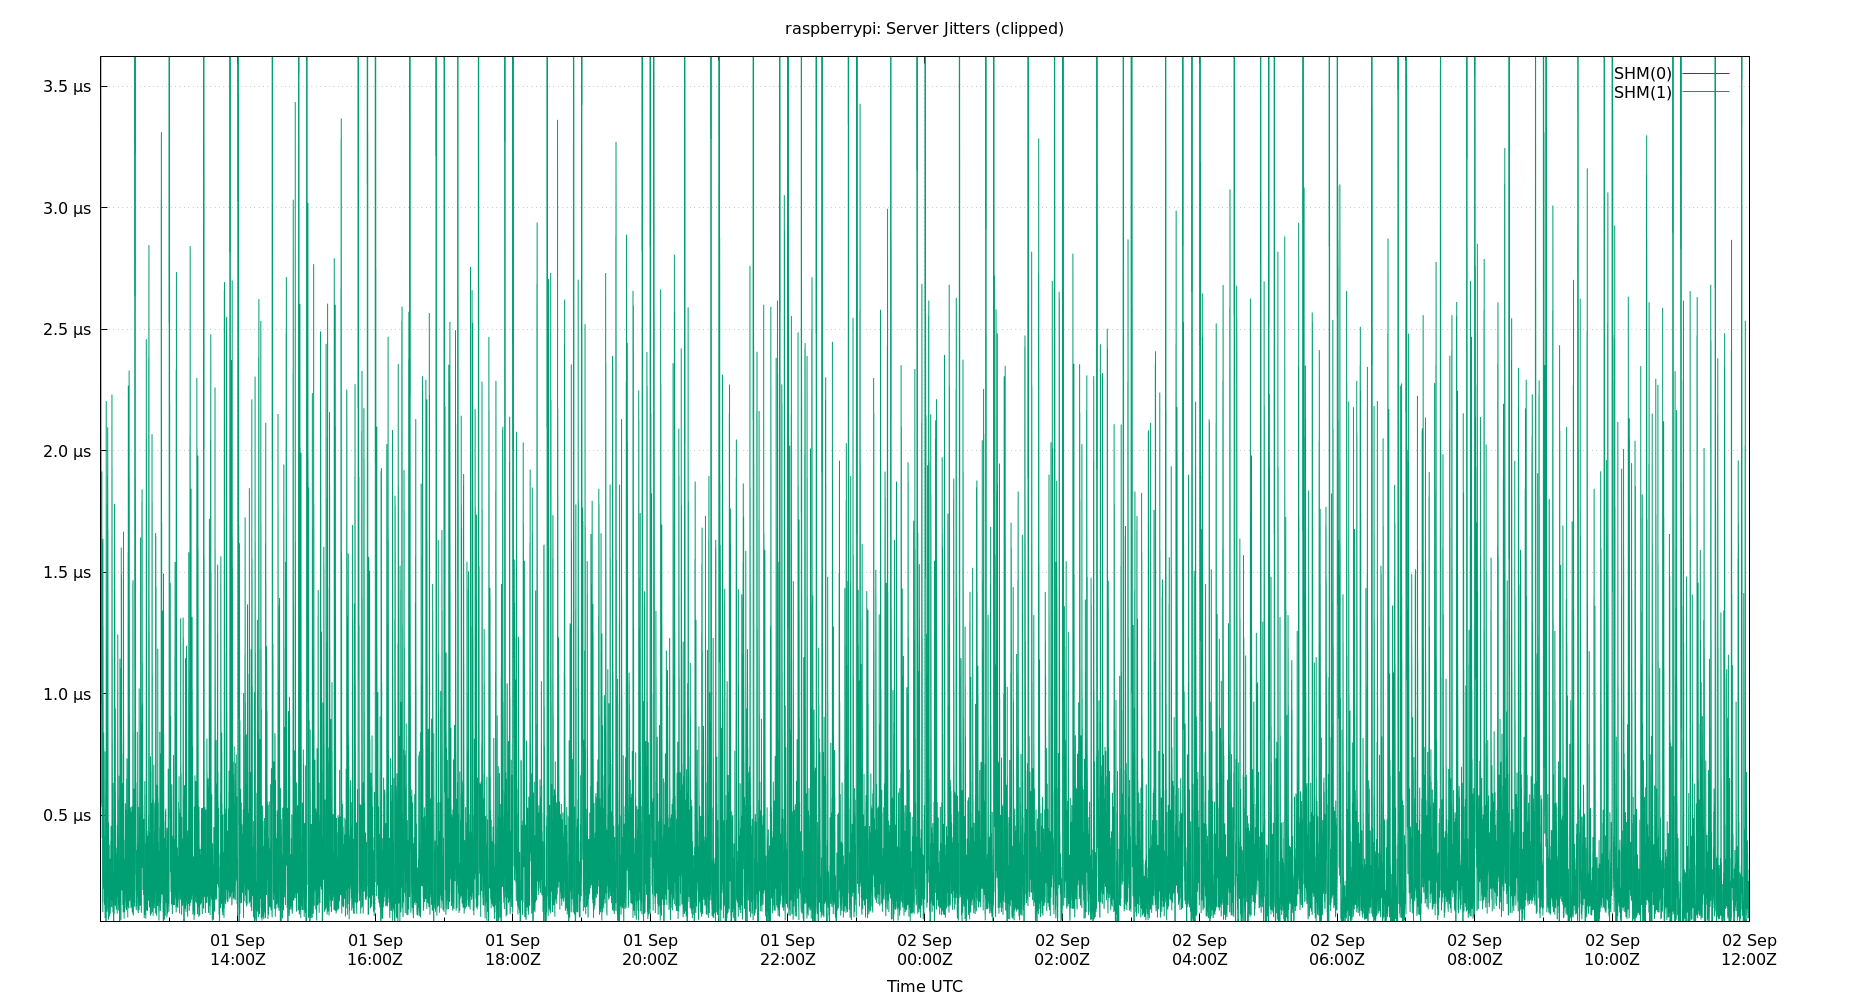 raspberrypi: Server Jitters (clipped)
SHM(0)
SHM(1)
3.5 µs
3.0 µs
2.5 µs
2.0 µs
1.5 µs
1.0 µs
0.5 µs
01 Sep 01 Sep 01 Sep 01 Sep 01 Sep 02 Sep 02 Sep 02 Sep 02 Sep 02 Sep 02 Sep 02 Sep
14:00Z 16:00Z 18:00Z 20:00Z 22:00Z 00:00Z 02:00Z 04:00Z 06:00Z 08:00Z 10:00Z 12:00Z
Time UTC